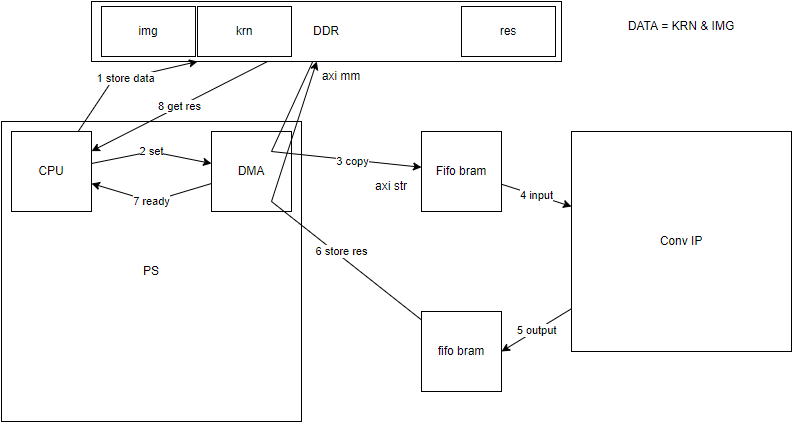 img
krn
DDR
res
DATA = KRN & IMG
1 store data
axi mm
8 get res
CPU
2 set
DMA
3 copy
Fifo bram
axi str
4 input
7 ready
Conv IP
6 store res
PS
5 output
fifo bram